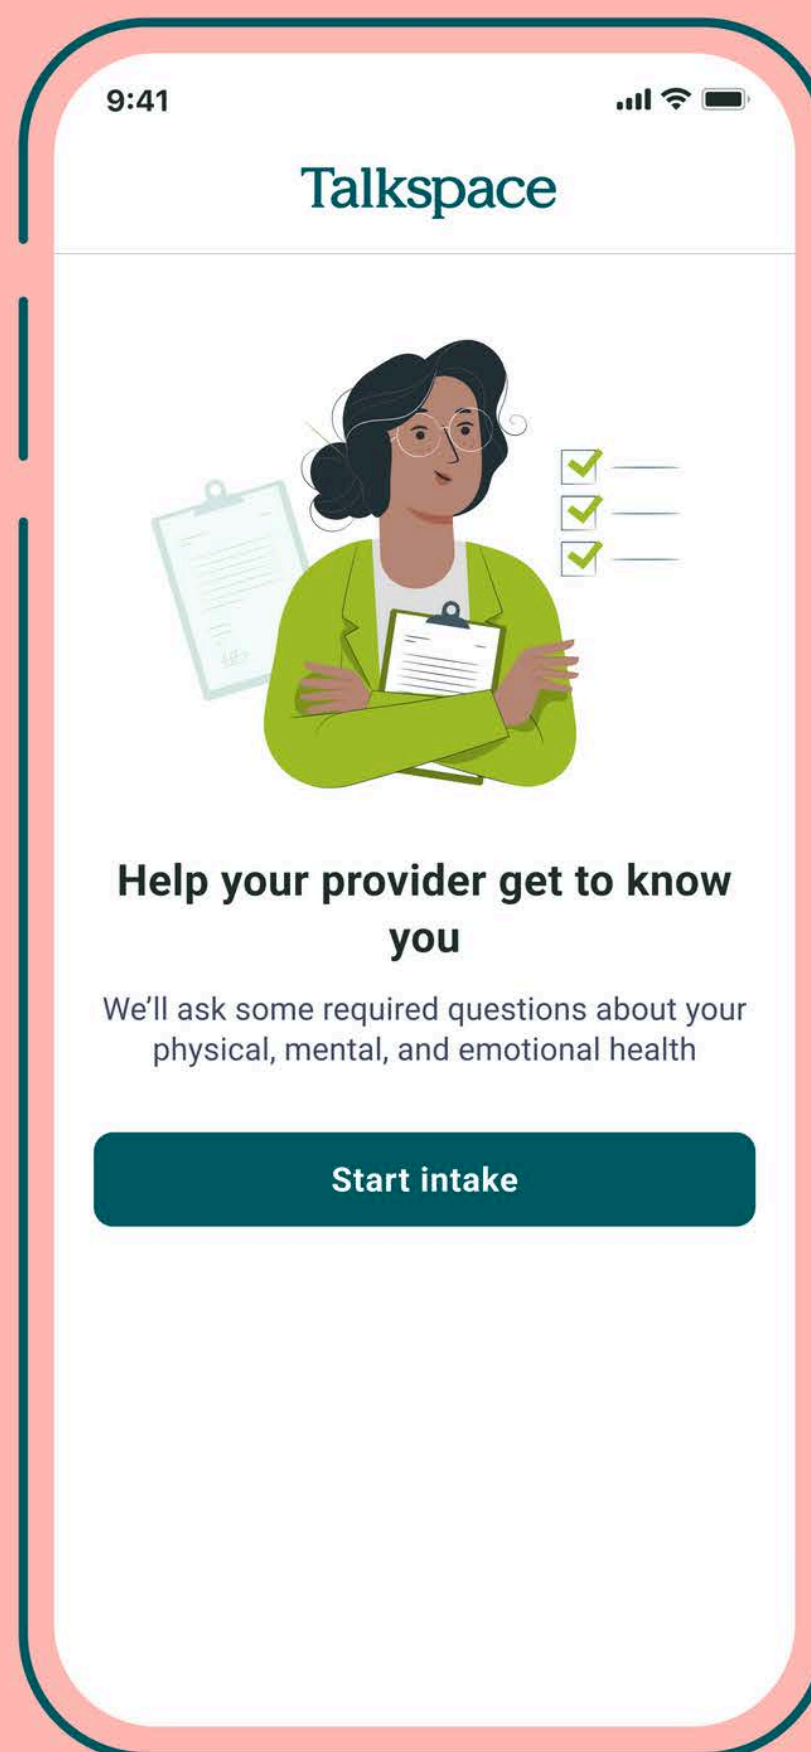 9:41
Talkspace
Help your provider get to know
you
We’ll ask some required questions about your
physical, mental, and emotional health
Start intake